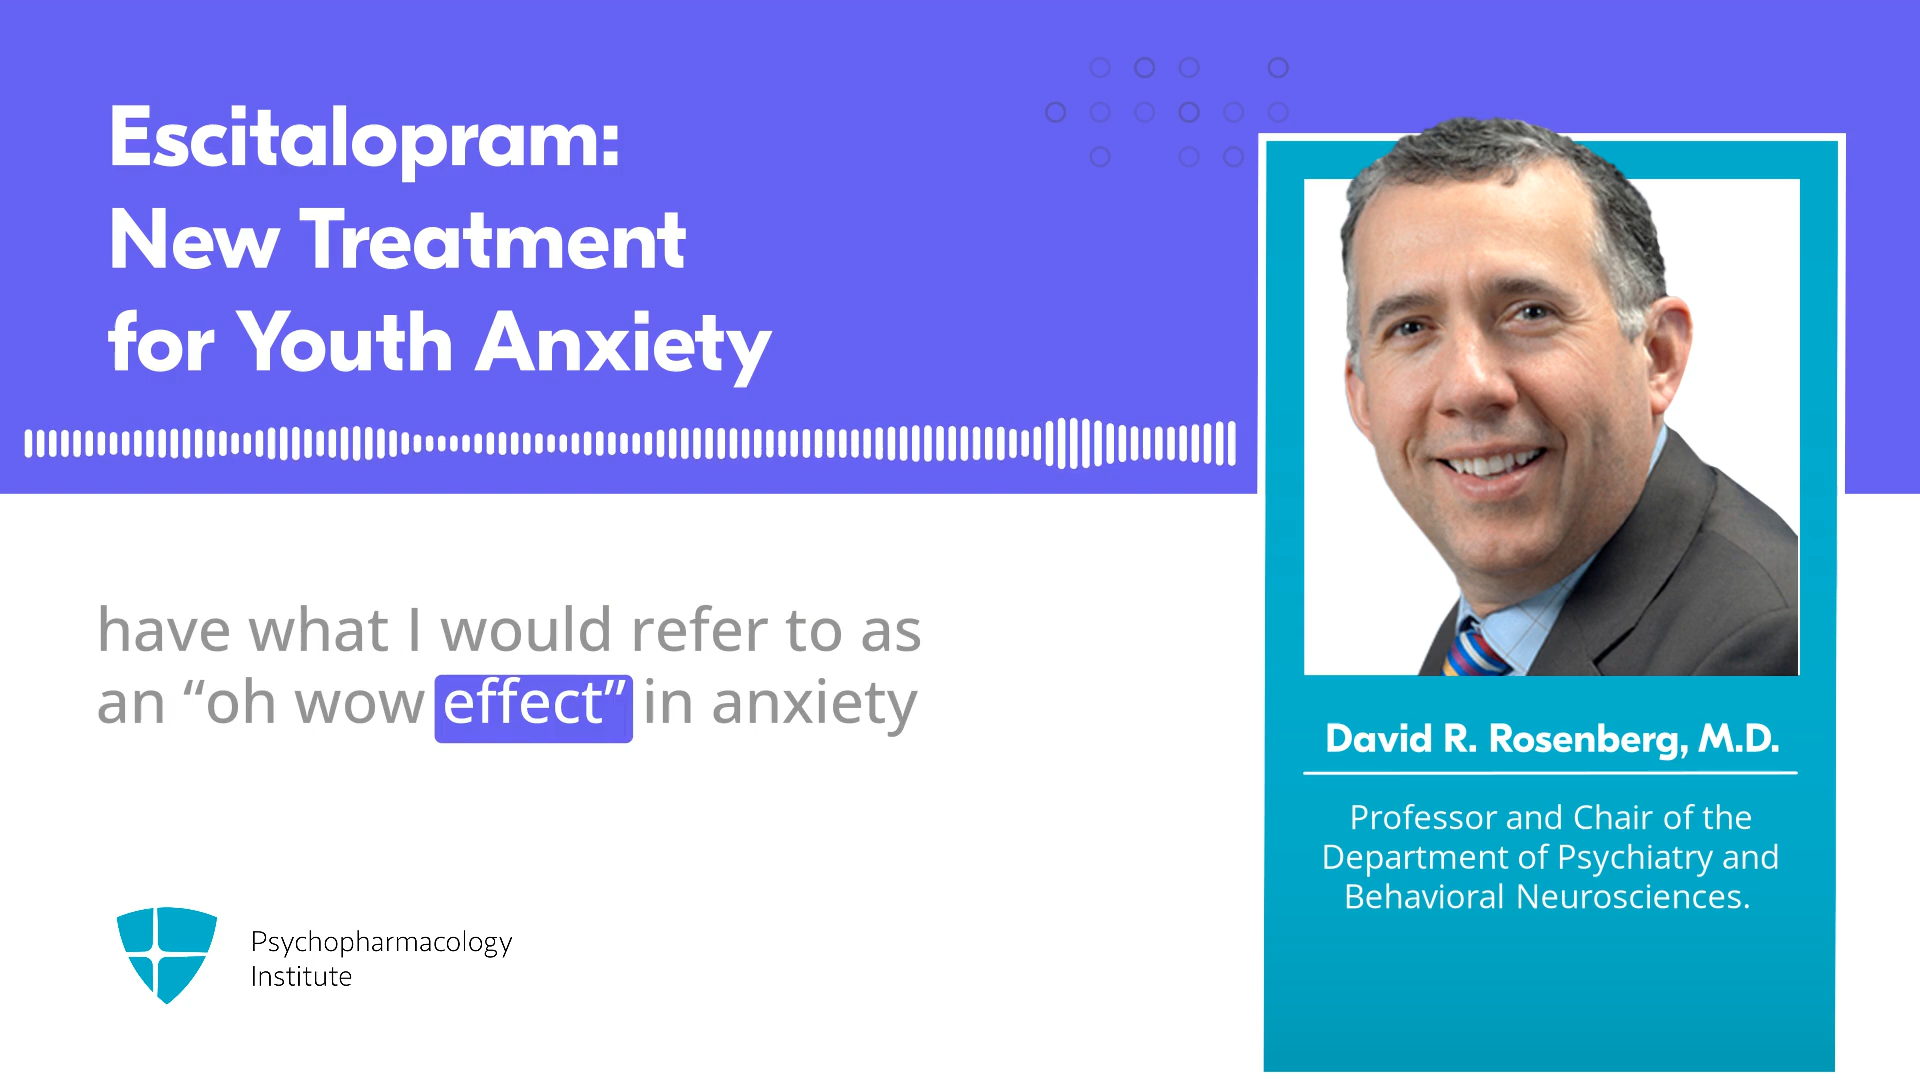 Escitalopram:
New Treatment
for Youth Anxiety
have what I would refer to as
an “oh wow effect” in anxiety
Psychopharmacology
Institute
David R. Rosenberg, M.D.
Professor and Chair of the
Department of Psychiatry and
Behavioral Neurosciences.